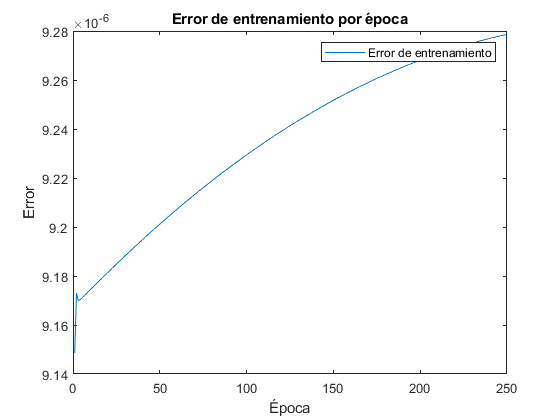 Error de entrenamiento por época
×10-6
Error de entrenamiento
9.28
9.26
9.24
9.22
9.2
9.18
9.16
9.14
Error
0 50 100 150 200 250
Época